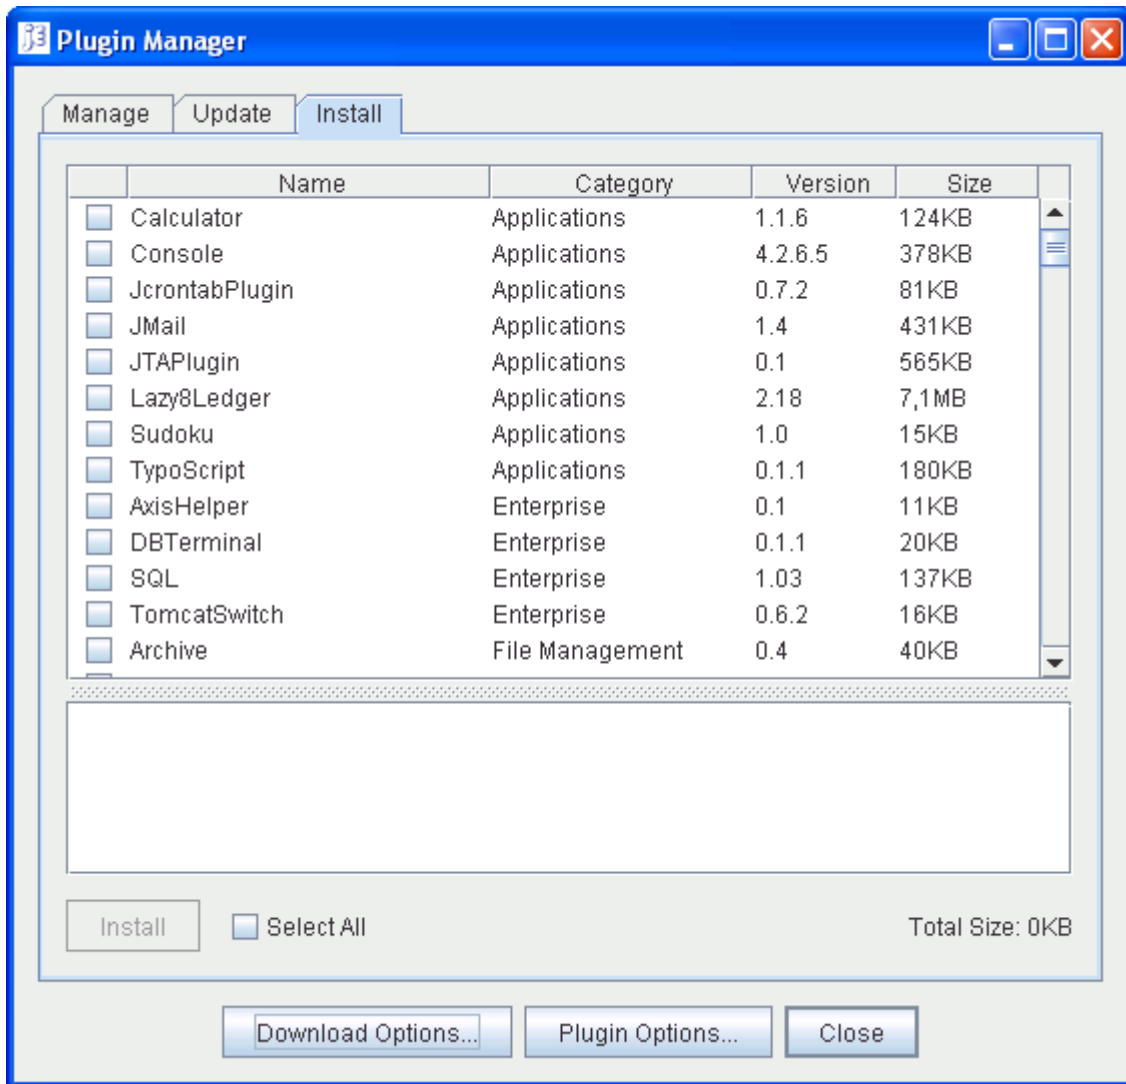 Plugin Manager
Manage Update Install
Name Category Version Size
Calculator Applications 1.1.6 124KB
Console Applications 4.2.6.5 378KB
JcrontabPlugin Applications 0.7.2 81KB
JMail Applications 1.4 431KB
JTAPlugin Applications 0.1 565KB
Lazy8Ledger Applications 2.18 7,1MB
Sudoku Applications 1.0 15KB
TypoScript Applications 0.1.1 180KB
AxisHelper Enterprise 0.1 11KB
DBTerminal Enterprise 0.1.1 20KB
SQL Enterprise 1.03 137KB
TomcatSwitch Enterprise 0.6.2 16KB
Archive File Management 0.4 40KB
Install Select All Total Size: 0KB
Download Options... Plugin Options... Close